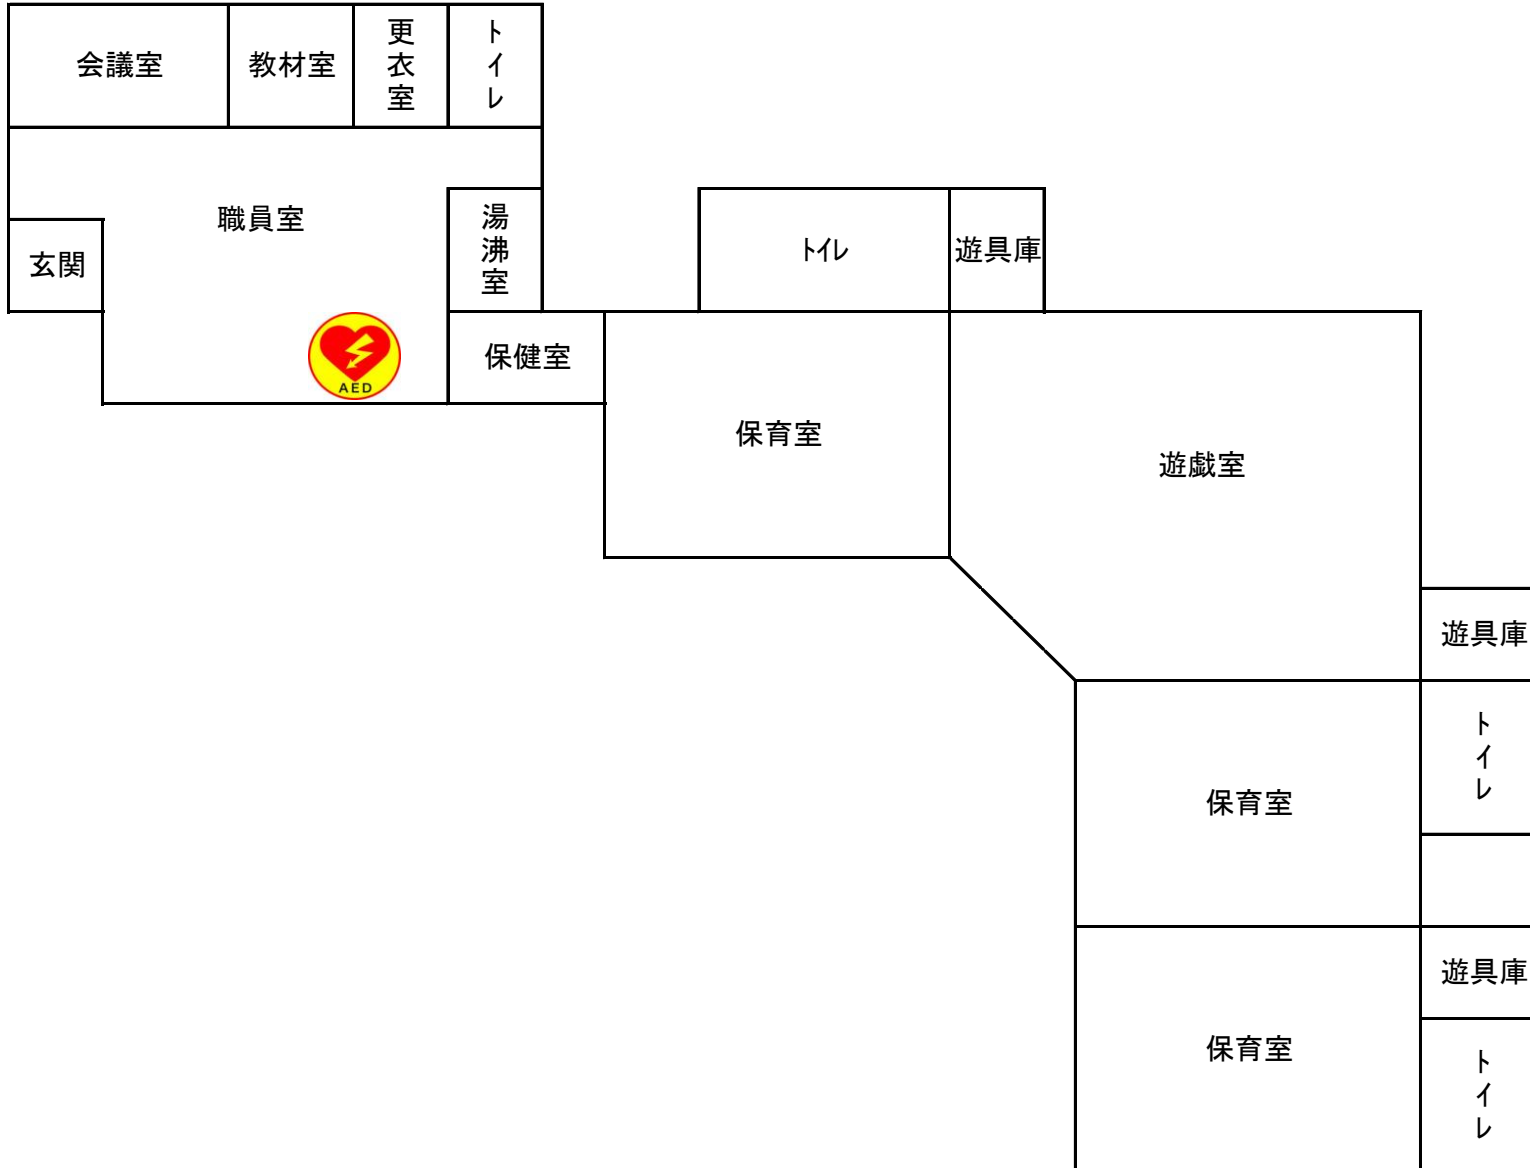 会議室
教材室
更衣室
トイレ
職員室
湯沸室
玄関
トイレ
遊具庫
AED
保健室
保育室
遊戯室
遊具庫
トイレ
保育室
遊具庫
保育室
トイレ